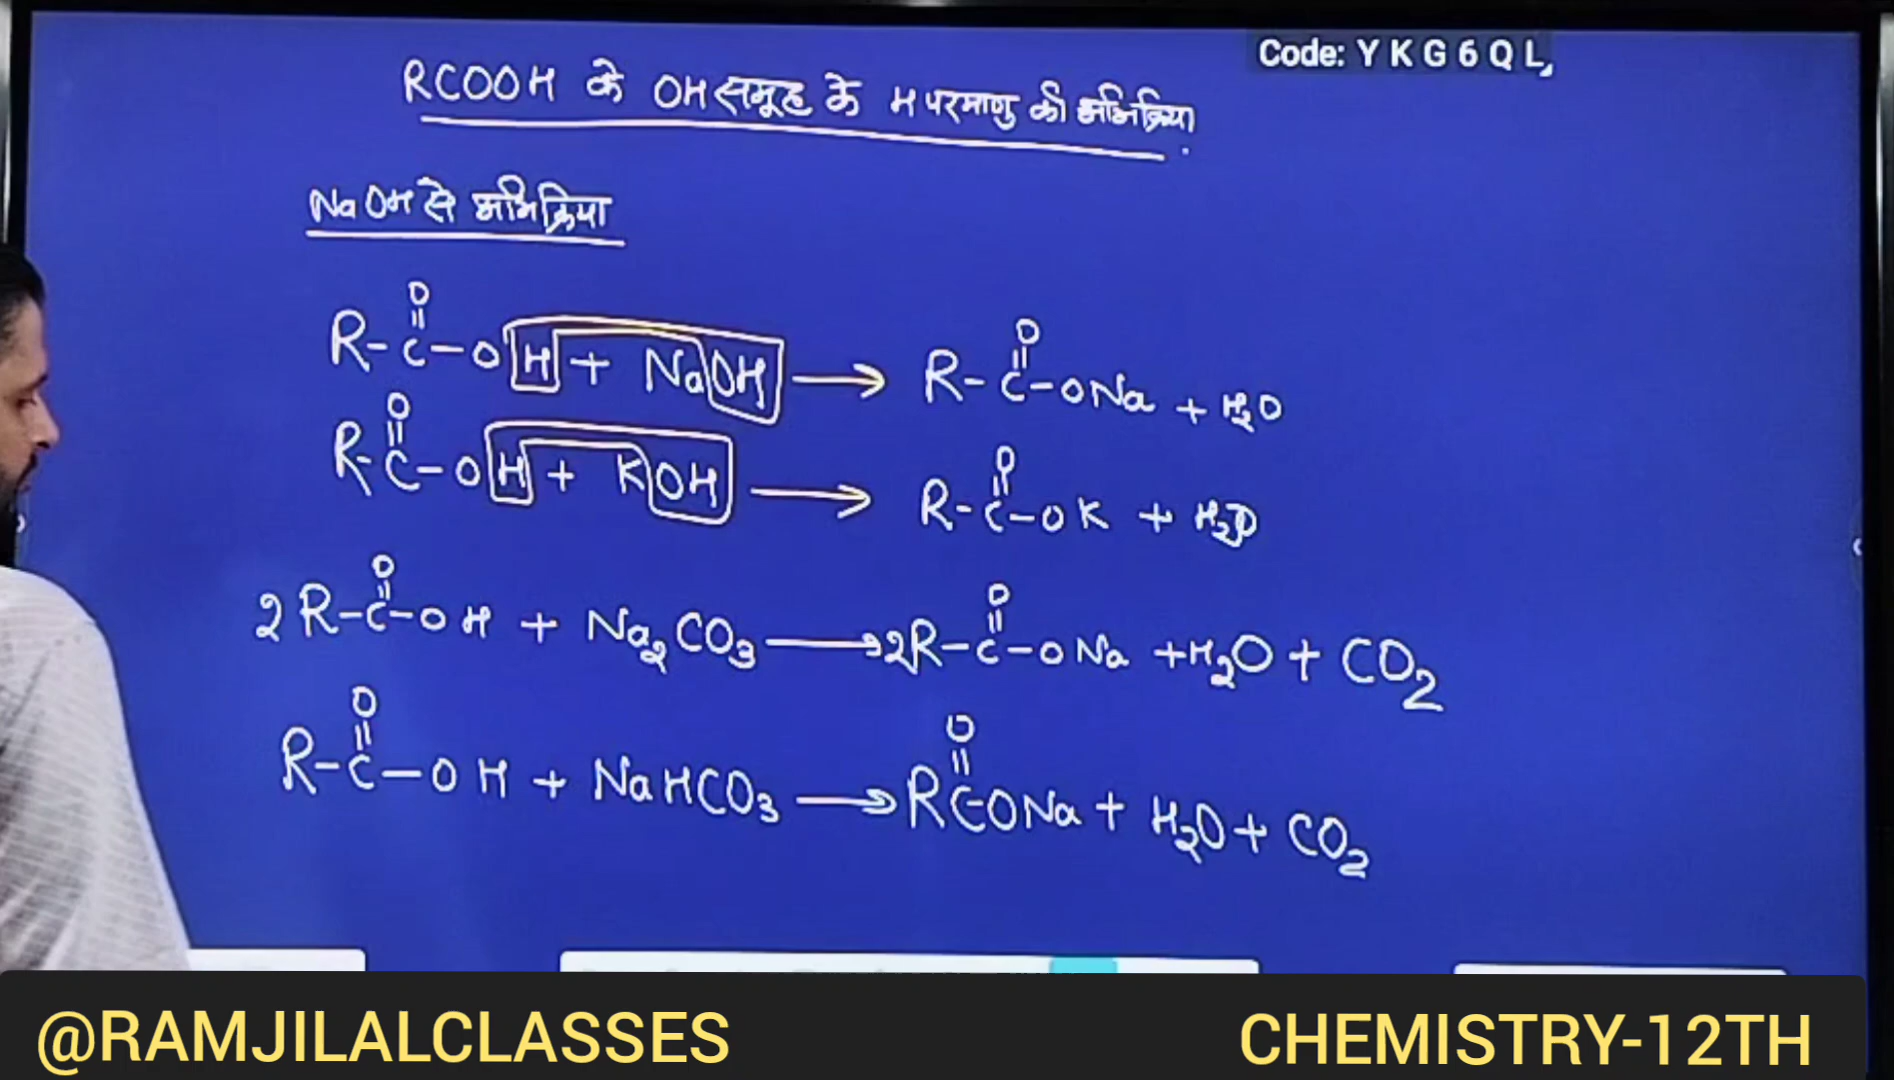 Code: Y K G 6 Q L
RCOOH के OH समूह के H परमाणु की अभिक्रिया
NaOH से अभिक्रिया
O O
R-C-OH + NaOH → R-C-ONa + H2O
O O
R-C-OH + KOH → R-C-OK + H2O
O O
2R-C-OH + Na2CO3 → 2R-C-ONa + H2O + CO2
O O
R-C-OH + NaHCO3 → RC-ONa + H2O + CO2
@RAMJILALCLASSES
CHEMISTRY-12TH